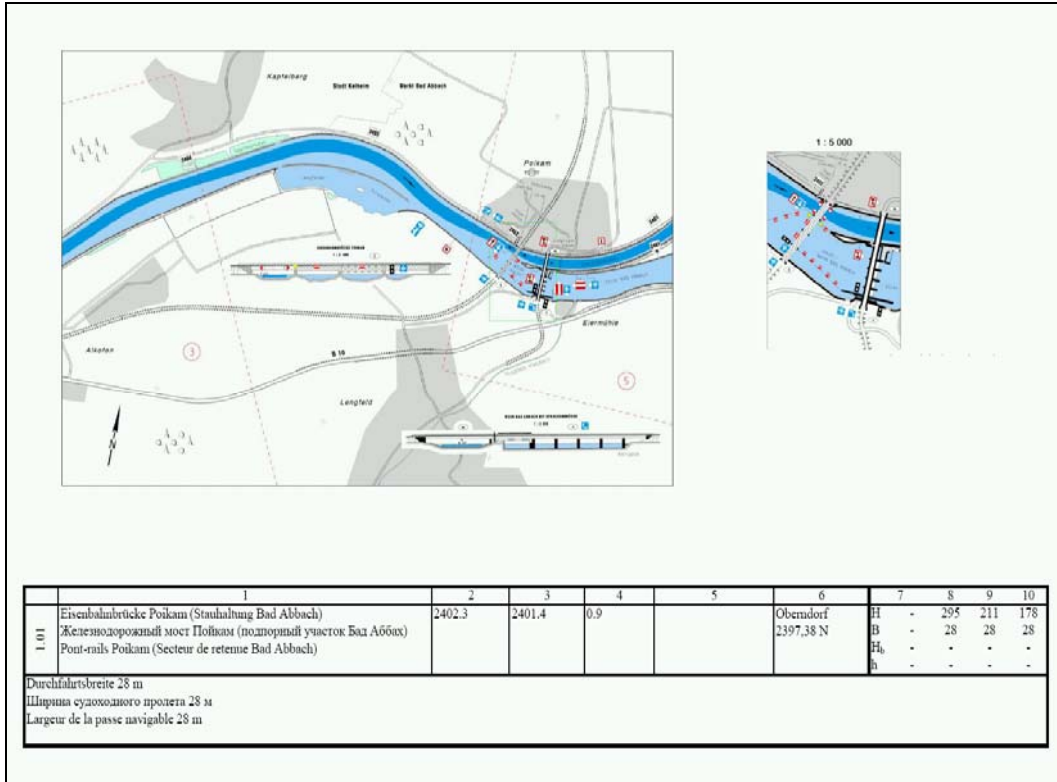 Kapfelberg
Stadt Kelheim
Markt Bad Abbach
Poikam
1 : 5 000
Alkofen
3
B 16
Eiermühle
5
Lengfeld
N
1 2 3 4 5 6 7 8 9 10
1.01
Eisenbahnbrücke Poikam (Stauhaltung Bad Abbach) 2402.3 2401.4 0.9 Oberndorf H - 295 211 178
Железнодорожный мост Пойкам (подпорный участок Бад Аббах) 2397,38 N B - 28 28 28
Pont-rails Poikam (Secteur de retenue Bad Abbach) Hb - - - -
h - - - -
Durchfahrtsbreite 28 m
Ширина судоходного пролета 28 м
Largeur de la passe navigable 28 m